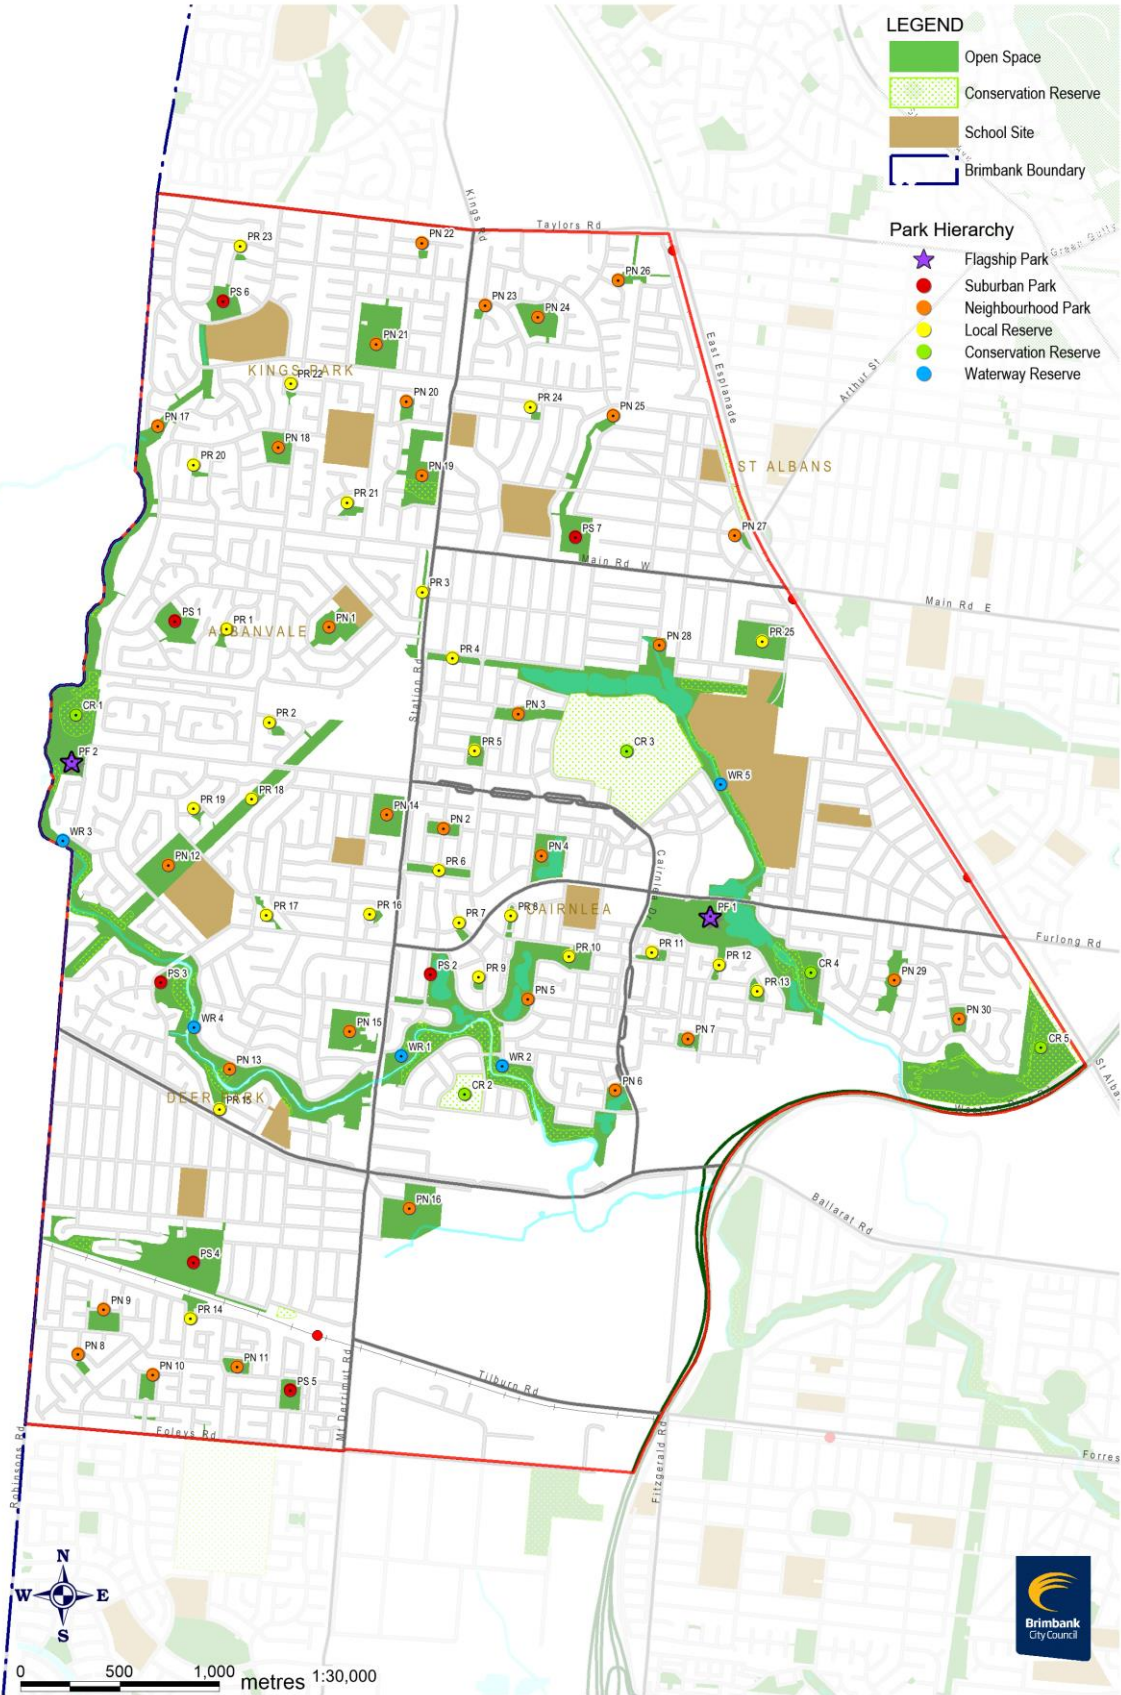 LEGEND
Open Space
Conservation Reserve
School Site
Brimbank Boundary
Park Hierarchy
Flagship Park
Suburban Park
Neighbourhood Park
Local Reserve
Conservation Reserve
Waterway Reserve
Kings Rd
Taylors Rd
Green Gully
PR 23
PN 22
PN 26
PS 6
PN 23
PN 24
PN 21
East Esplanade
Arthur St
KINGS PARK
PR 22
PN 20
PR 24
PN 25
PN 17
PN 18
PR 20
PN 19
ST ALBANS
PR 21
PS 7
PN 27
Main Rd W
PR 3
Main Rd E
PS 1
PR 1
PN 1
ALBANVALE
PR 25
PN 28
PR 4
Station Rd
CR 1
PR 2
PN 3
PR 5
CR 3
PF 2
WR 5
PR 18
PR 19
PN 14
PN 2
WR 3
PN 4
PN 12
PR 6
Cairnlea Dr
PR 17
PR 16
PR 7
PR 8
CAIRNLEA
PF 1
Furlong Rd
PR 10
PR 11
PR 12
CR 4
PS 3
PS 2
PR 9
PN 29
PR 13
PN 5
PN 15
WR 4
PN 30
PN 7
CR 5
WR 1
WR 2
PN 13
CR 2
PN 6
DEER PARK
PR 15
St Alba
PN 16
Ballarat Rd
PS 4
PN 9
PR 14
PN 8
PN 11
PN 10
PS 5
Mt Derrimut Rd
Tilburn Rd
Foleys Rd
Robinsons Rd
Fitzgerald Rd
Forres
N
W E
S
0 500 1,000 metres 1:30,000
Brimbank
City Council